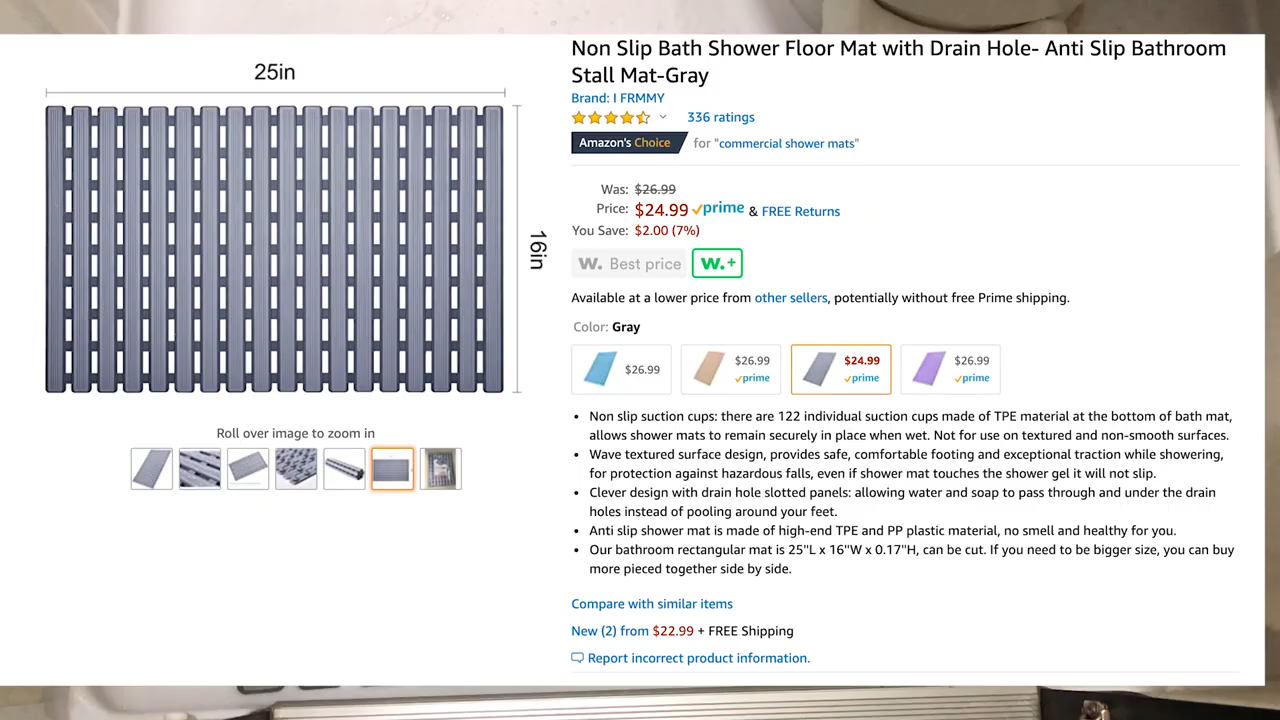 25in
16in
Roll over image to zoom in
Non Slip Bath Shower Floor Mat with Drain Hole- Anti Slip Bathroom
Stall Mat-Gray
Brand: I FRMMY
336 ratings
Amazon's Choice for "commercial shower mats"
Was: $26.99
Price: $24.99 prime & FREE Returns
You Save: $2.00 (7%)
W. Best price W.+
Available at a lower price from other sellers, potentially without free Prime shipping.
Color: Gray
$26.99 $26.99 $24.99 $26.99
prime prime prime
• Non slip suction cups: there are 122 individual suction cups made of TPE material at the bottom of bath mat,
allows shower mats to remain securely in place when wet. Not for use on textured and non-smooth surfaces.
• Wave textured surface design, provides safe, comfortable footing and exceptional traction while showering,
for protection against hazardous falls, even if shower mat touches the shower gel it will not slip.
• Clever design with drain hole slotted panels: allowing water and soap to pass through and under the drain
holes instead of pooling around your feet.
• Anti slip shower mat is made of high-end TPE and PP plastic material, no smell and healthy for you.
• Our bathroom rectangular mat is 25"L x 16"W x 0.17"H, can be cut. If you need to be bigger size, you can buy
more pieced together side by side.
Compare with similar items
New (2) from $22.99 + FREE Shipping
Report incorrect product information.